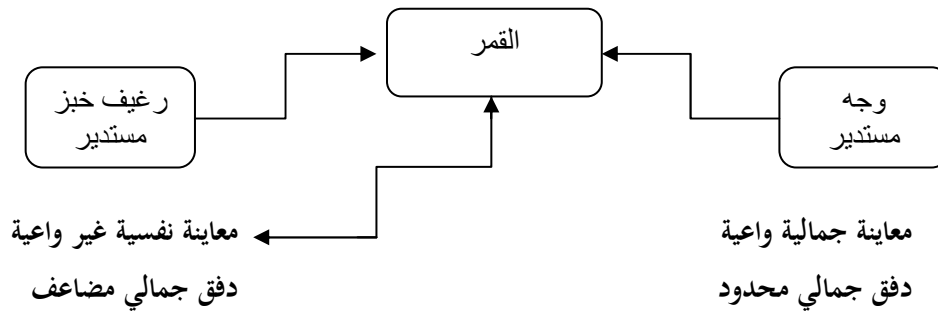 القمر
وجه
مستدير
رغيف خبز
مستدير
معاينة جمالية واعية
دفق جمالي محدود
معاينة نفسية غير واعية
دفق جمالي مضاعف